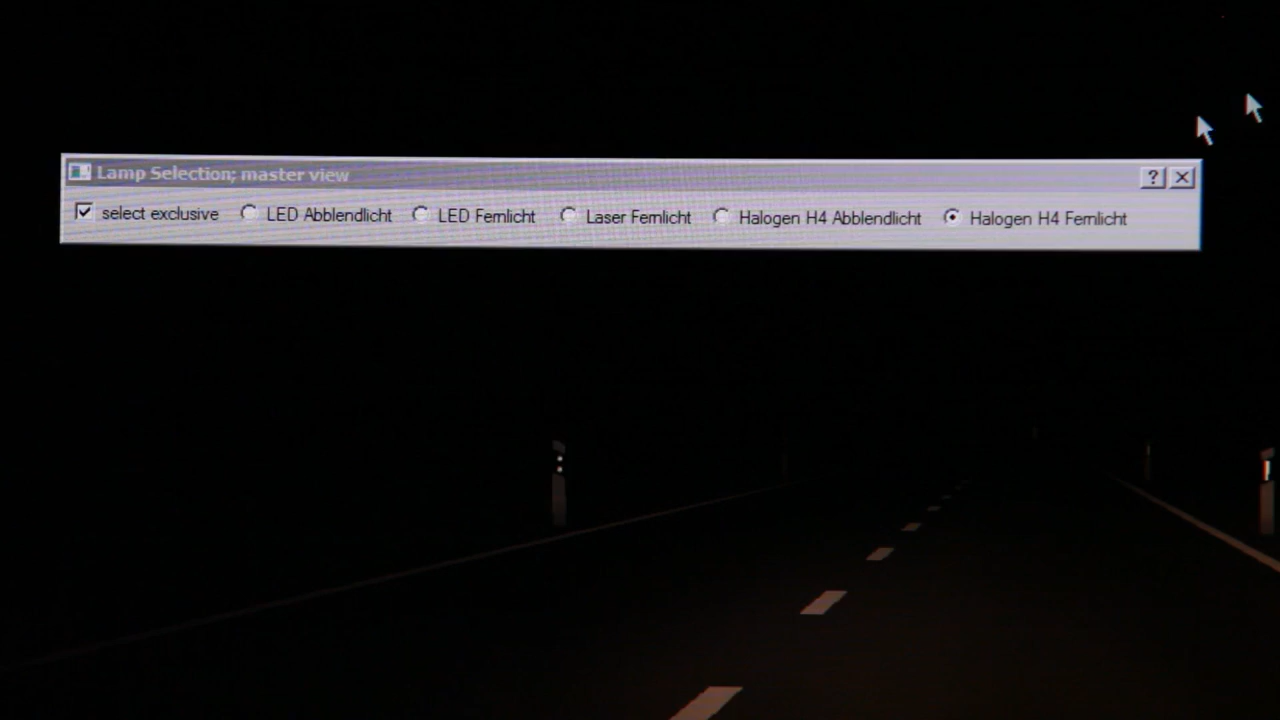 Lamp Selection; master view
? X
select exclusive LED Abblendlicht LED Fernlicht Laser Fernlicht Halogen H4 Abblendlicht Halogen H4 Fernlicht